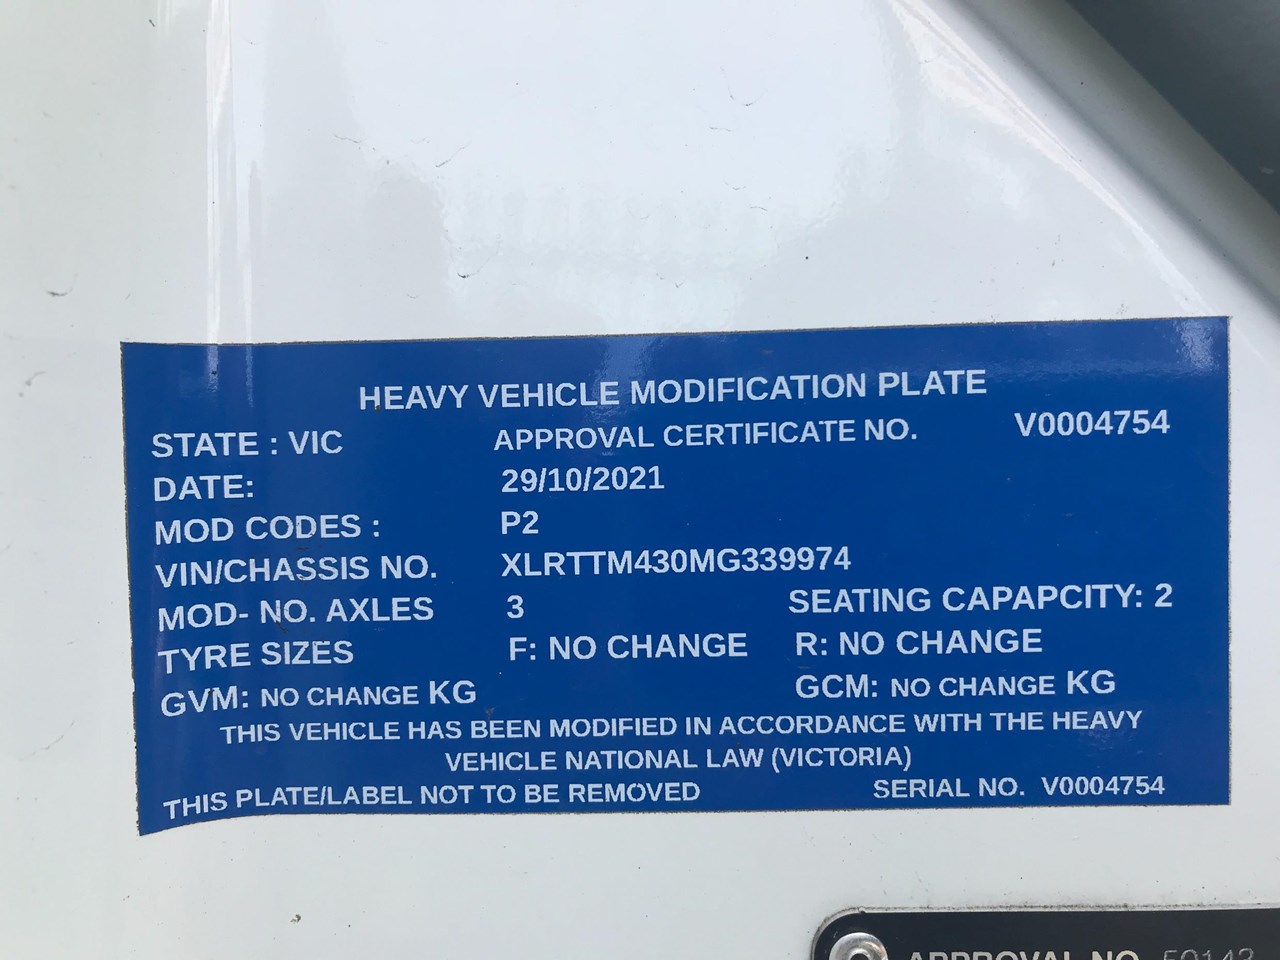 HEAVY VEHICLE MODIFICATION PLATE
STATE : VIC APPROVAL CERTIFICATE NO. V0004754
DATE: 29/10/2021
MOD CODES : P2
VIN/CHASSIS NO. XLRTTM430MG339974
MOD- NO. AXLES 3 SEATING CAPAPCITY: 2
TYRE SIZES F: NO CHANGE R: NO CHANGE
GVM: NO CHANGE KG GCM: NO CHANGE KG
THIS VEHICLE HAS BEEN MODIFIED IN ACCORDANCE WITH THE HEAVY
VEHICLE NATIONAL LAW (VICTORIA)
THIS PLATE/LABEL NOT TO BE REMOVED SERIAL NO. V0004754
APPROVAL NO